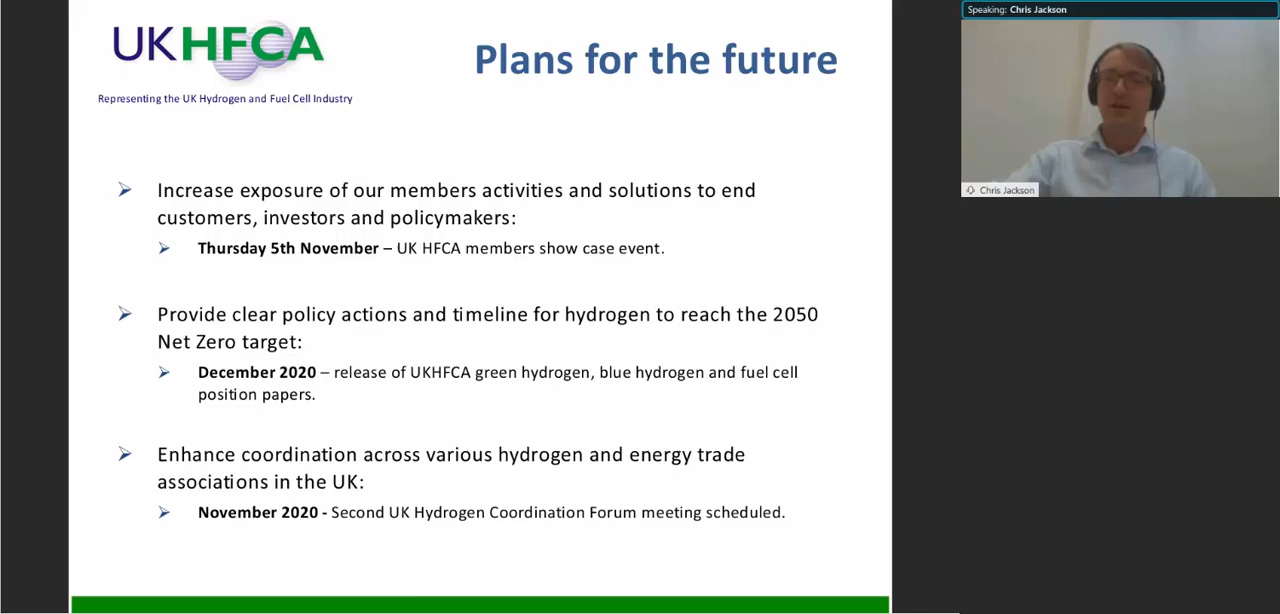 UKHFCA
Representing the UK Hydrogen and Fuel Cell Industry
Plans for the future
Increase exposure of our members activities and solutions to end
customers, investors and policymakers:
Thursday 5th November – UK HFCA members show case event.
Provide clear policy actions and timeline for hydrogen to reach the 2050
Net Zero target:
December 2020 – release of UKHFCA green hydrogen, blue hydrogen and fuel cell
position papers.
Enhance coordination across various hydrogen and energy trade
associations in the UK:
November 2020 - Second UK Hydrogen Coordination Forum meeting scheduled.
Speaking: Chris Jackson
Chris Jackson